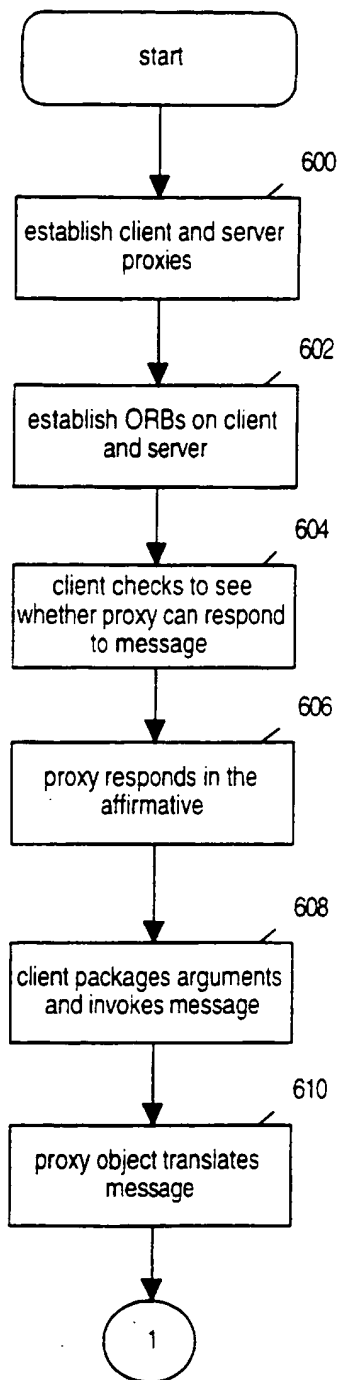 start
600
establish client and server
proxies
602
establish ORBs on client
and server
604
client checks to see
whether proxy can respond
to message
606
proxy responds in the
affirmative
608
client packages arguments
and invokes message
610
proxy object translates
message
1